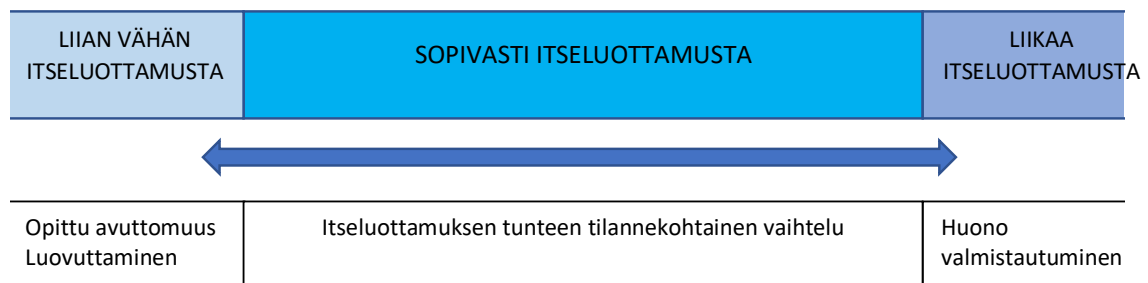 LIIAN VÄHÄN
ITSELUOTTAMUSTA
SOPIVASTI ITSELUOTTAMUSTA
LIIKAA
ITSELUOTTAMUSTA
Opittu avuttomuus
Luovuttaminen
Itseluottamuksen tunteen tilannekohtainen vaihtelu
Huono
valmistautuminen